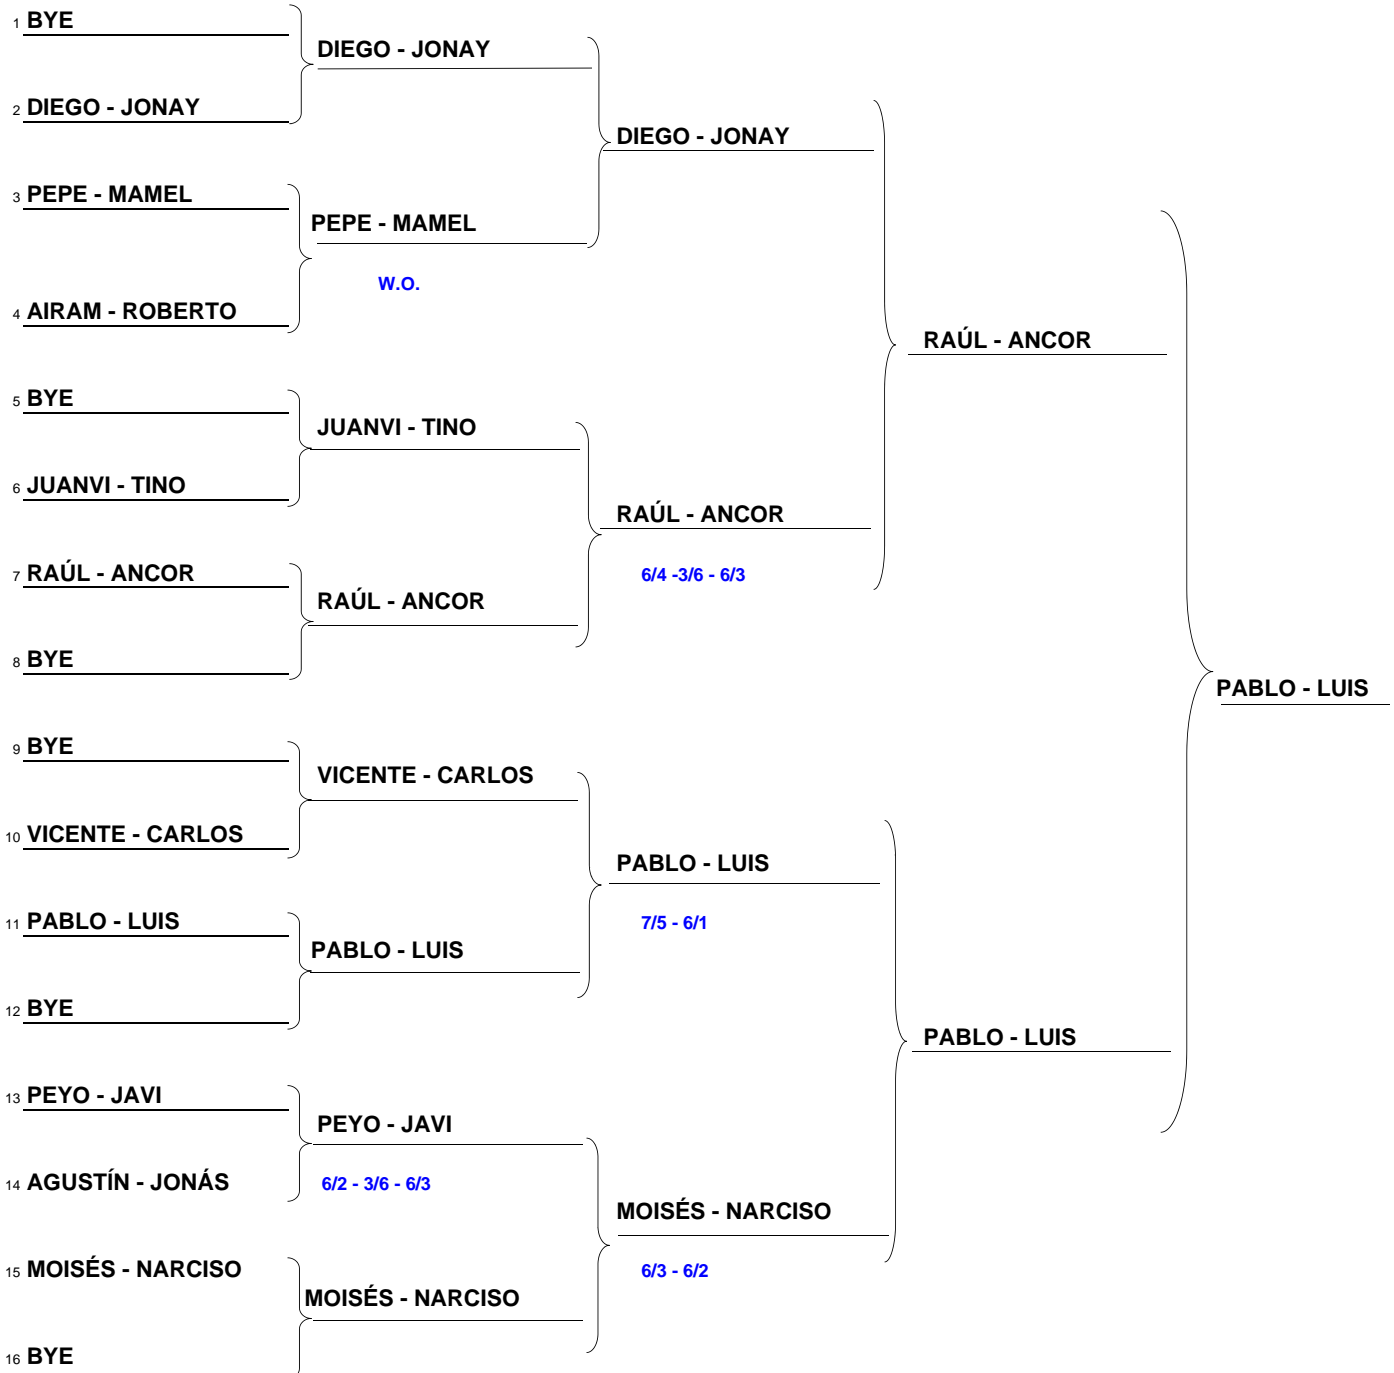 1 BYE
DIEGO - JONAY
2 DIEGO - JONAY
DIEGO - JONAY
3 PEPE - MAMEL
PEPE - MAMEL
W.O.
4 AIRAM - ROBERTO
RAÚL - ANCOR
5 BYE
JUANVI - TINO
6 JUANVI - TINO
RAÚL - ANCOR
7 RAÚL - ANCOR
6/4 -3/6 - 6/3
RAÚL - ANCOR
8 BYE
PABLO - LUIS
9 BYE
VICENTE - CARLOS
10 VICENTE - CARLOS
PABLO - LUIS
11 PABLO - LUIS
7/5 - 6/1
PABLO - LUIS
12 BYE
PABLO - LUIS
13 PEYO - JAVI
PEYO - JAVI
14 AGUSTÍN - JONÁS
6/2 - 3/6 - 6/3
MOISÉS - NARCISO
15 MOISÉS - NARCISO
6/3 - 6/2
MOISÉS - NARCISO
16 BYE